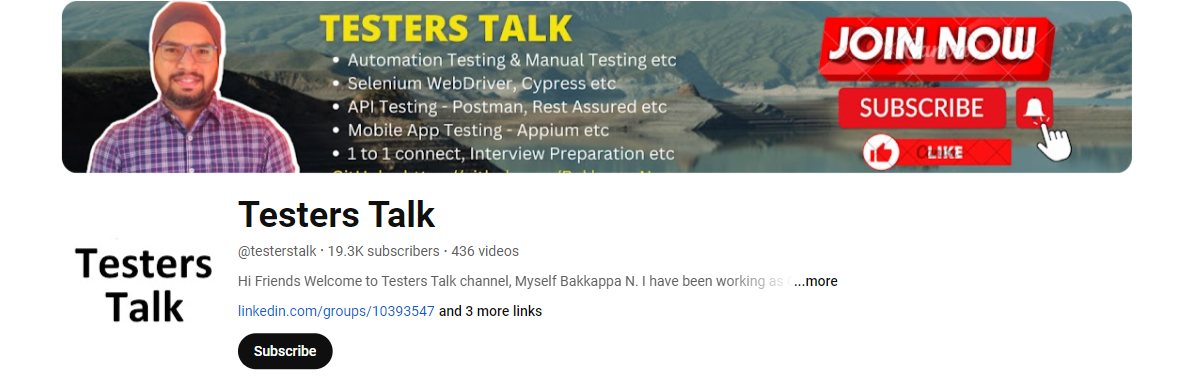 TESTERS TALK
• Automation Testing & Manual Testing etc
• Selenium WebDriver, Cypress etc
• API Testing - Postman, Rest Assured etc
• Mobile App Testing - Appium etc
• 1 to 1 connect, Interview Preparation etc
JOIN NOW
SUBSCRIBE
LIKE
Testers Talk
Testers Talk
@testerstalk · 19.3K subscribers · 436 videos
Hi Friends Welcome to Testers Talk channel, Myself Bakkappa N. I have been working as ...more
linkedin.com/groups/10393547 and 3 more links
Subscribe